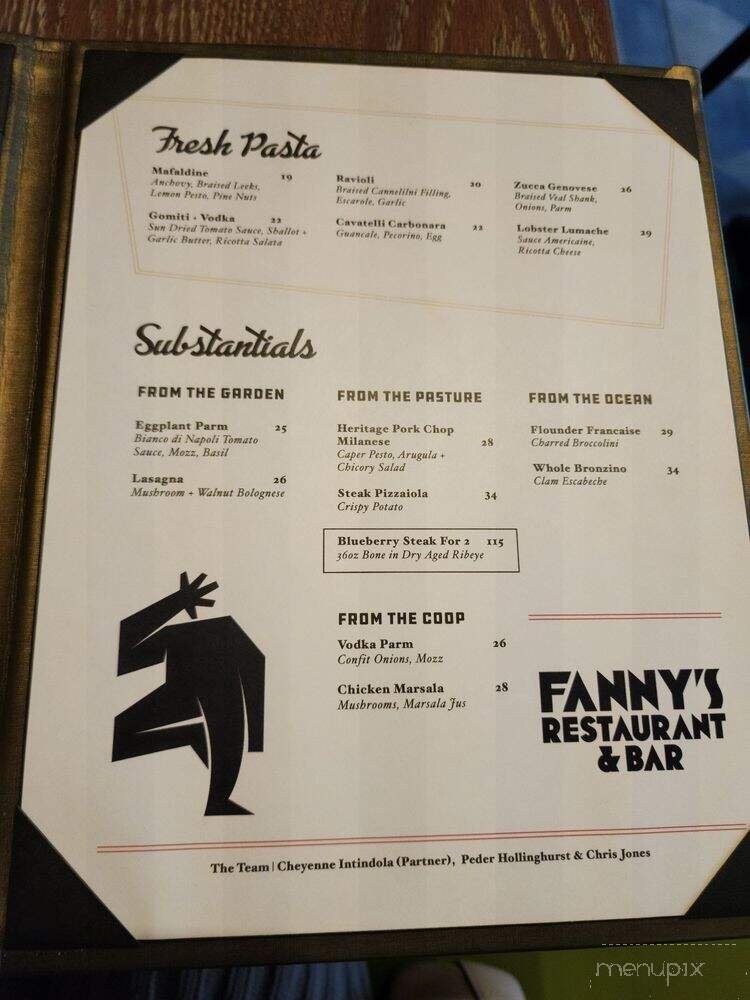 Fresh Pasta
Mafaldine 19
Anchovy, Braised Leeks,
Lemon Pesto, Pine Nuts
Gomiti + Vodka 22
Sun Dried Tomato Sauce, Shallot +
Garlic Butter, Ricotta Salata
Ravioli 20
Braised Cannelilni Filling,
Escarole, Garlic
Cavatelli Carbonara 22
Guancale, Pecorino, Egg
Zucca Genovese 26
Braised Veal Shank,
Onions, Parm
Lobster Lumache 29
Sauce Americaine,
Ricotta Cheese
Substantials
FROM THE GARDEN
Eggplant Parm 25
Bianco di Napoli Tomato
Sauce, Mozz, Basil
Lasagna 26
Mushroom + Walnut Bolognese
FROM THE PASTURE
Heritage Pork Chop
Milanese 28
Caper Pesto, Arugula +
Chicory Salad
Steak Pizzaiola 34
Crispy Potato
Blueberry Steak For 2 115
36oz Bone in Dry Aged Ribeye
FROM THE COOP
Vodka Parm 26
Confit Onions, Mozz
Chicken Marsala 28
Mushrooms, Marsala Jus
FROM THE OCEAN
Flounder Francaise 29
Charred Broccolini
Whole Bronzino 34
Clam Escabeche
FANNY'S
RESTAURANT
& BAR
The Team | Cheyenne Intindola (Partner), Peder Hollinghurst & Chris Jones
menupix